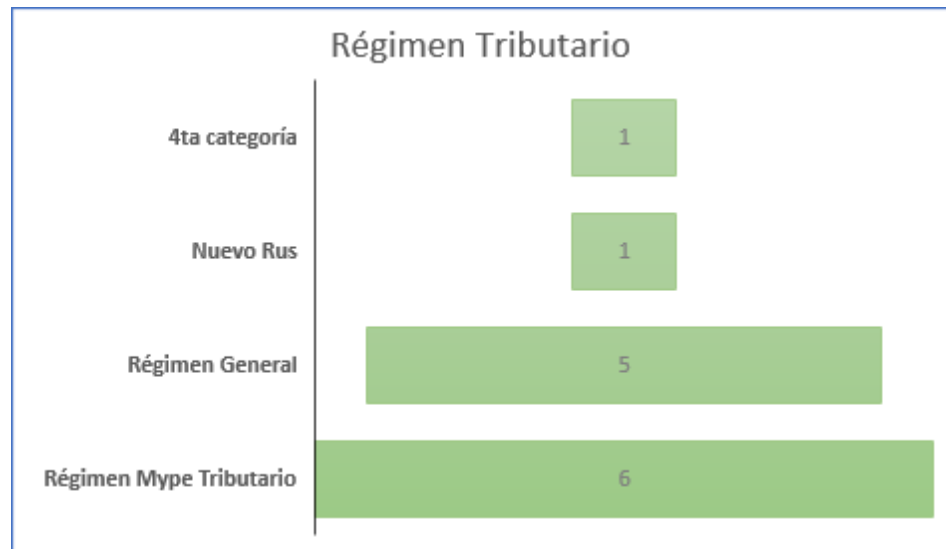 Régimen Tributario
4ta categoría
1
Nuevo Rus
1
Régimen General
5
Régimen Mype Tributario
6